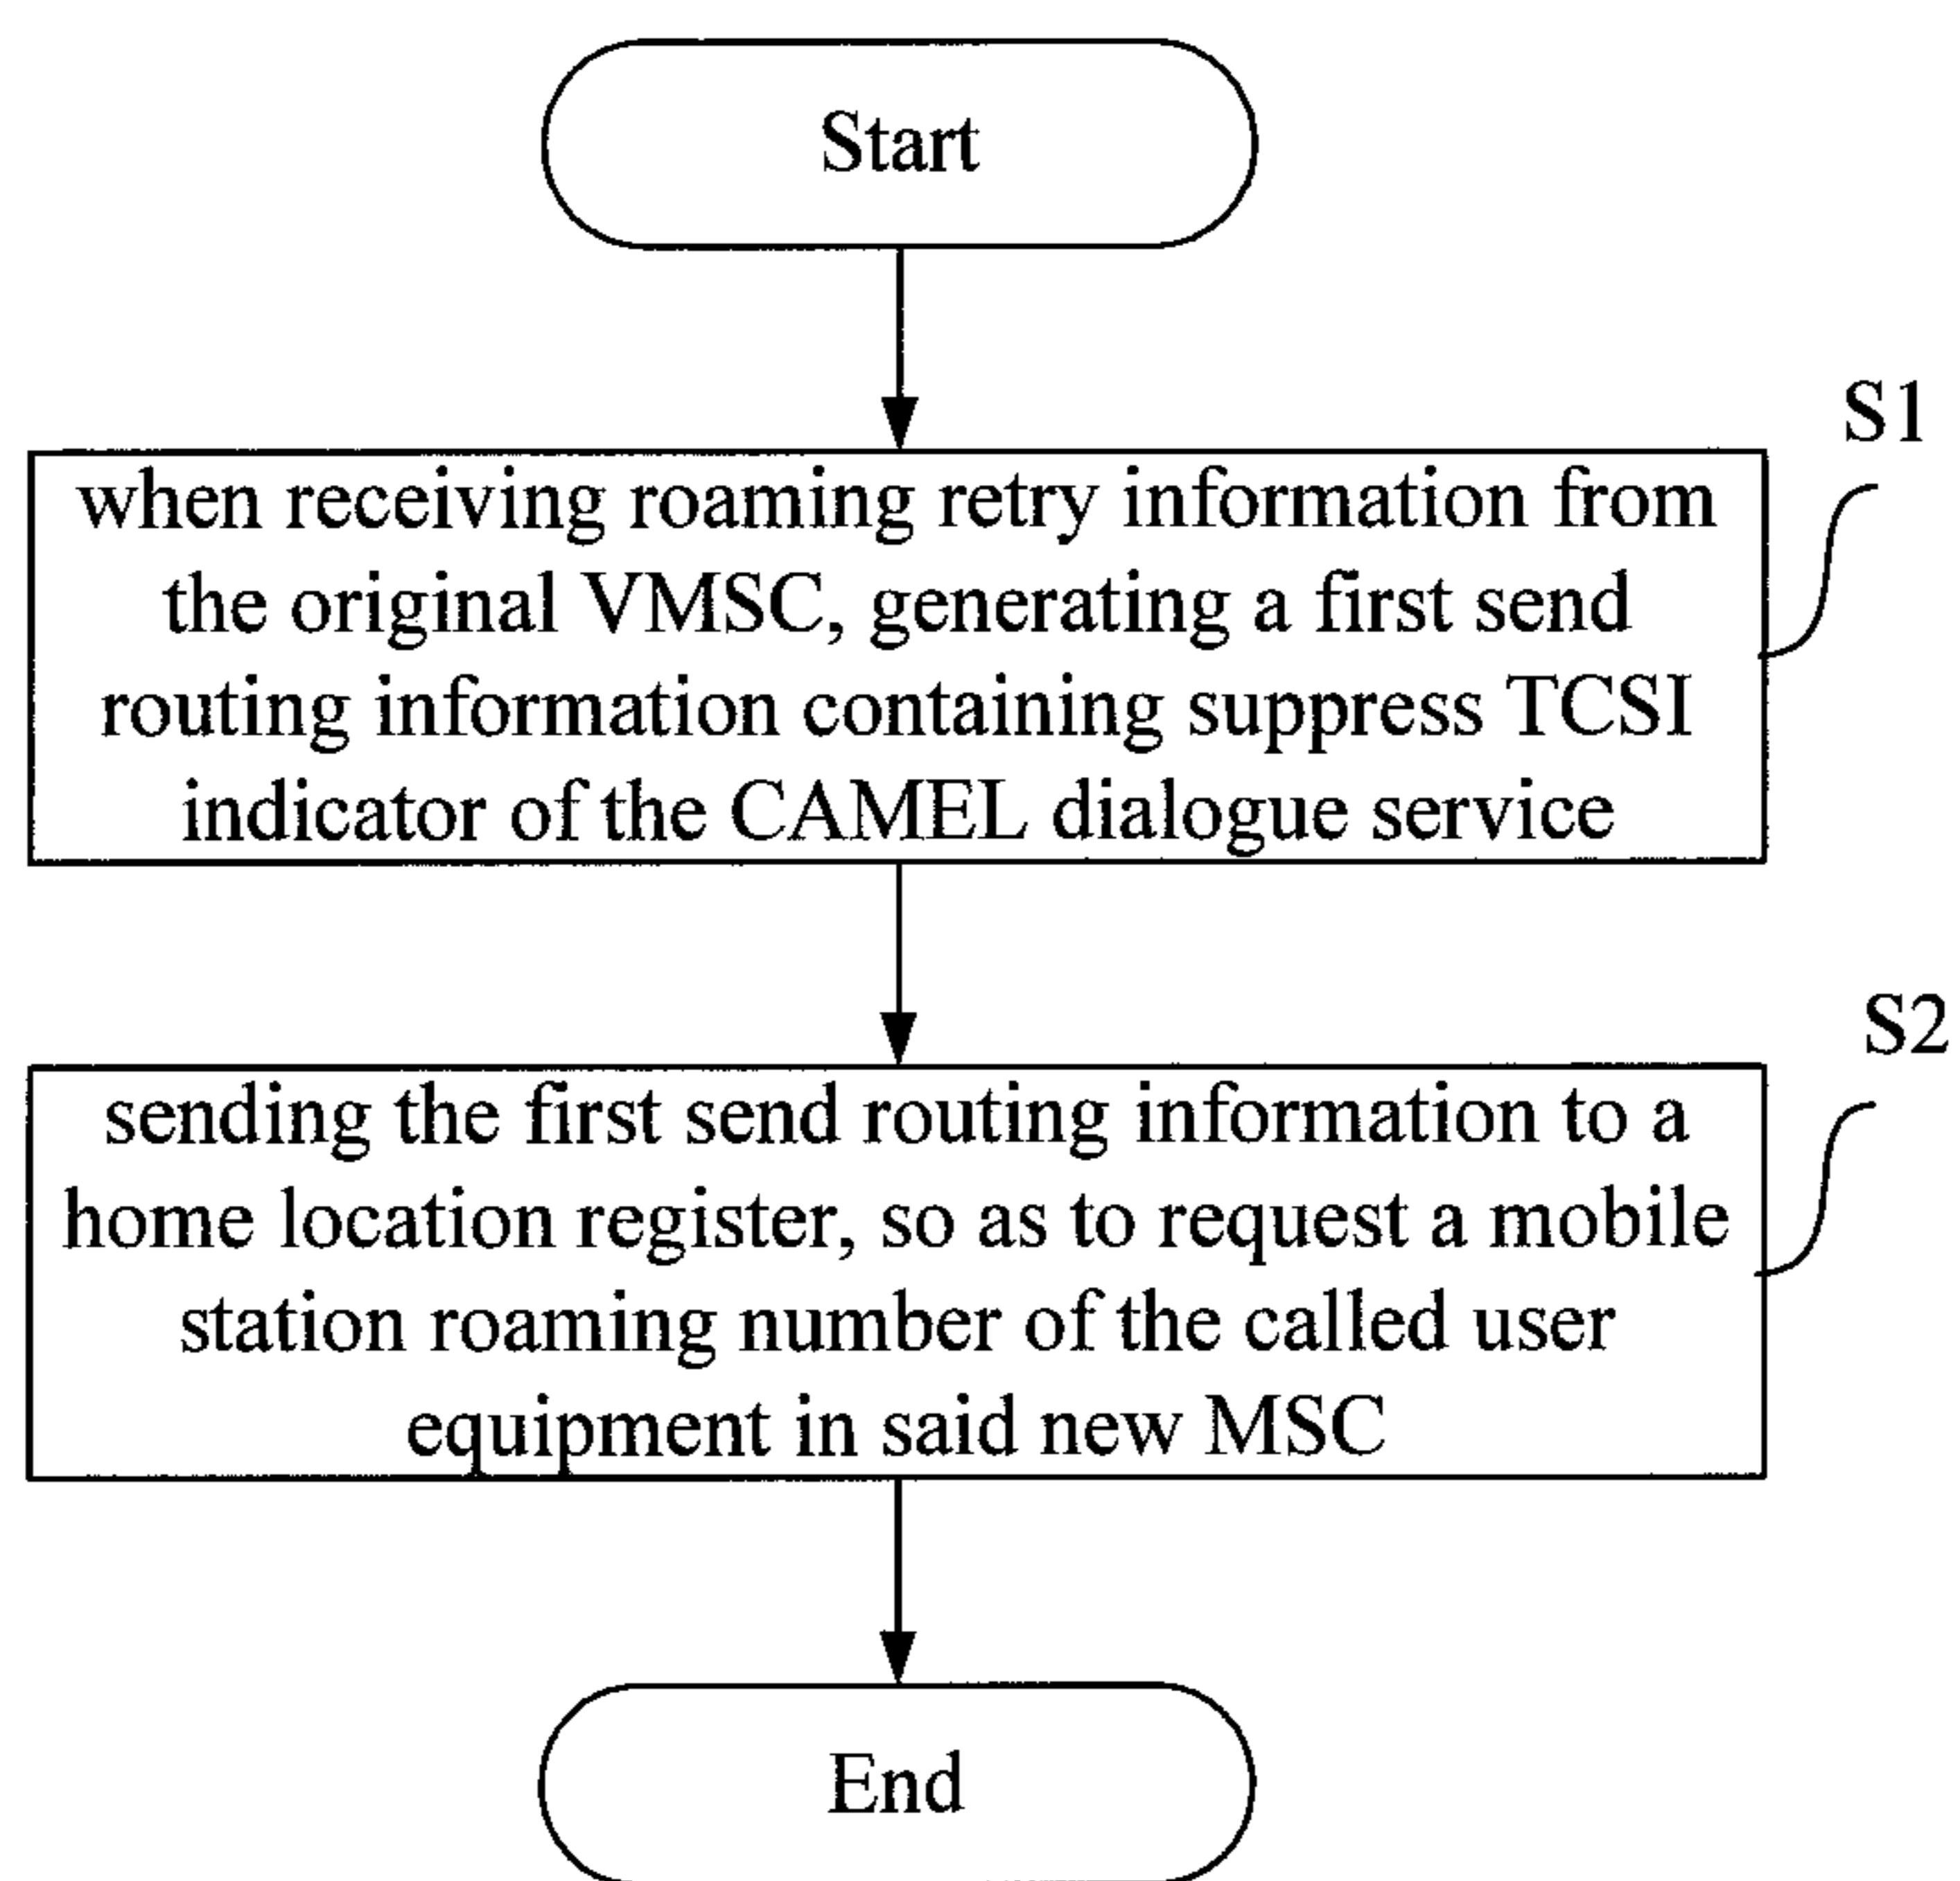 Start
S1
when receiving roaming retry information from
the original VMSC, generating a first send
routing information containing suppress TCSI
indicator of the CAMEL dialogue service
S2
sending the first send routing information to a
home location register, so as to request a mobile
station roaming number of the called user
equipment in said new MSC
End